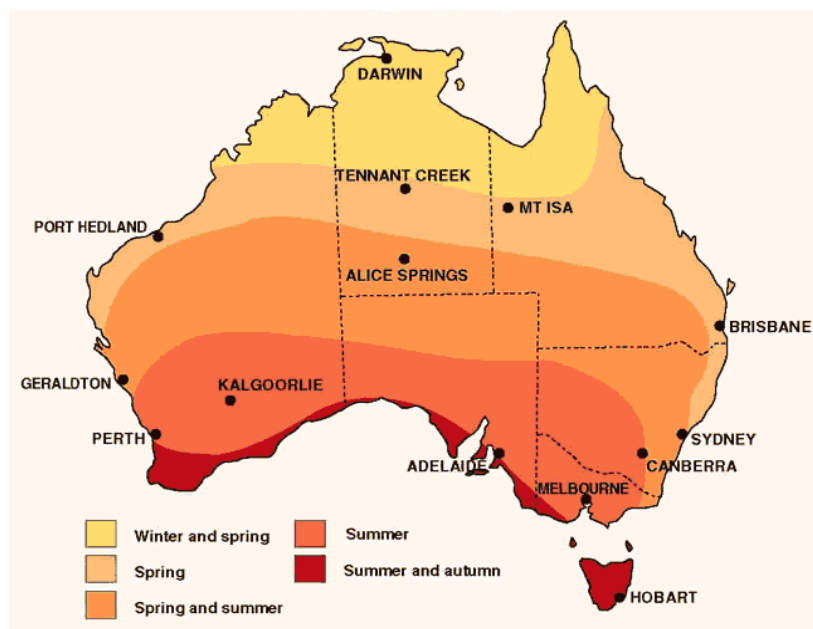 DARWIN
TENNANT CREEK
MT ISA
PORT HEDLAND
ALICE SPRINGS
BRISBANE
GERALDTON
KALGOORLIE
PERTH
SYDNEY
ADELAIDE
CANBERRA
MELBOURNE
Winter and spring
Summer
Spring
Summer and autumn
Spring and summer
HOBART